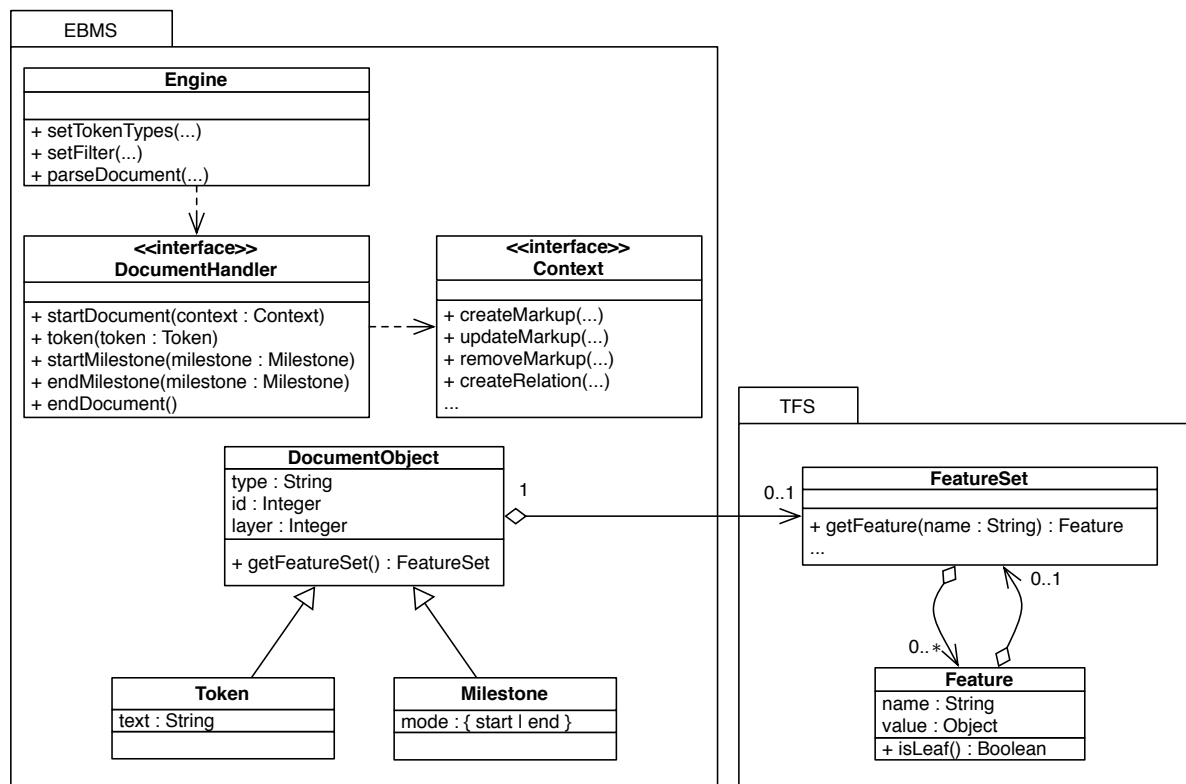 EBMS
Engine
+ setTokenTypes(...)
+ setFilter(...)
+ parseDocument(...)
<<interface>>
DocumentHandler
+ startDocument(context : Context)
+ token(token : Token)
+ startMilestone(milestone : Milestone)
+ endMilestone(milestone : Milestone)
+ endDocument()
<<interface>>
Context
+ createMarkup(...)
+ updateMarkup(...)
+ removeMarkup(...)
+ createRelation(...)
...
DocumentObject
type : String
id : Integer
layer : Integer
+ getFeatureSet() : FeatureSet
1
0..1
Token
text : String
Milestone
mode : { start | end }
TFS
FeatureSet
+ getFeature(name : String) : Feature
...
0..1
0..*
Feature
name : String
value : Object
+ isLeaf() : Boolean